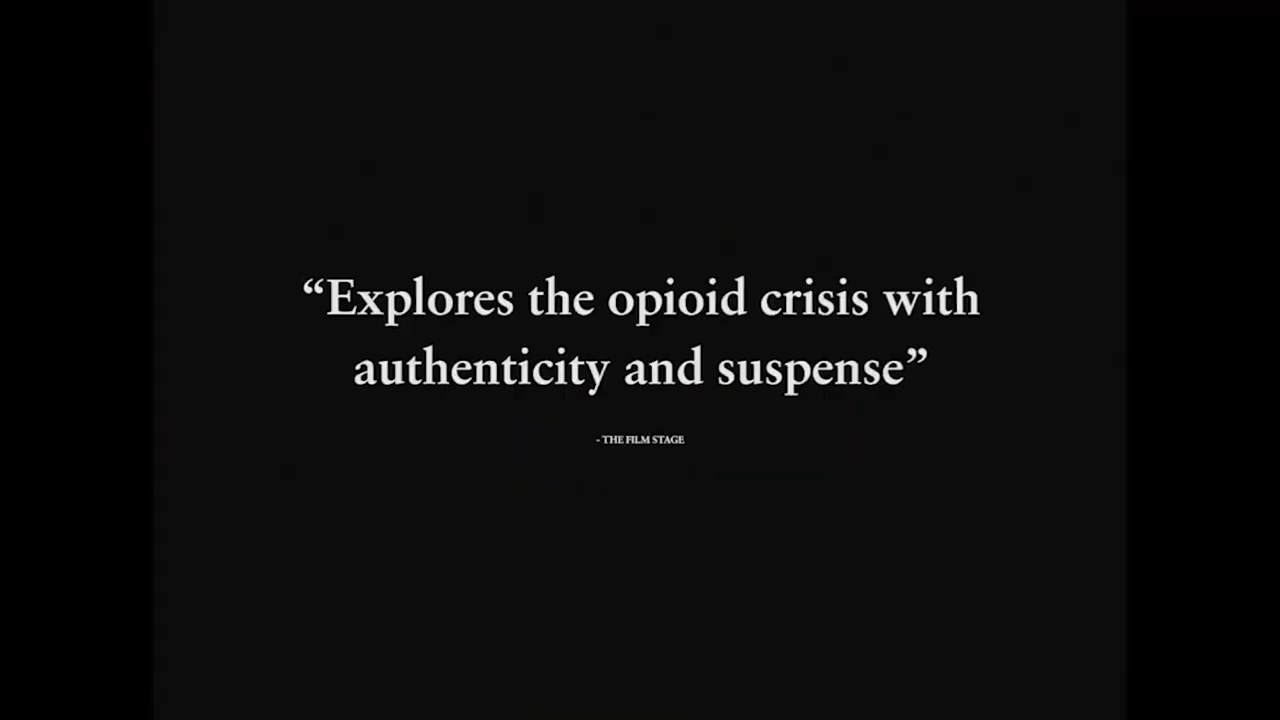 “Explores the opioid crisis with
authenticity and suspense”
- THE FILM STAGE